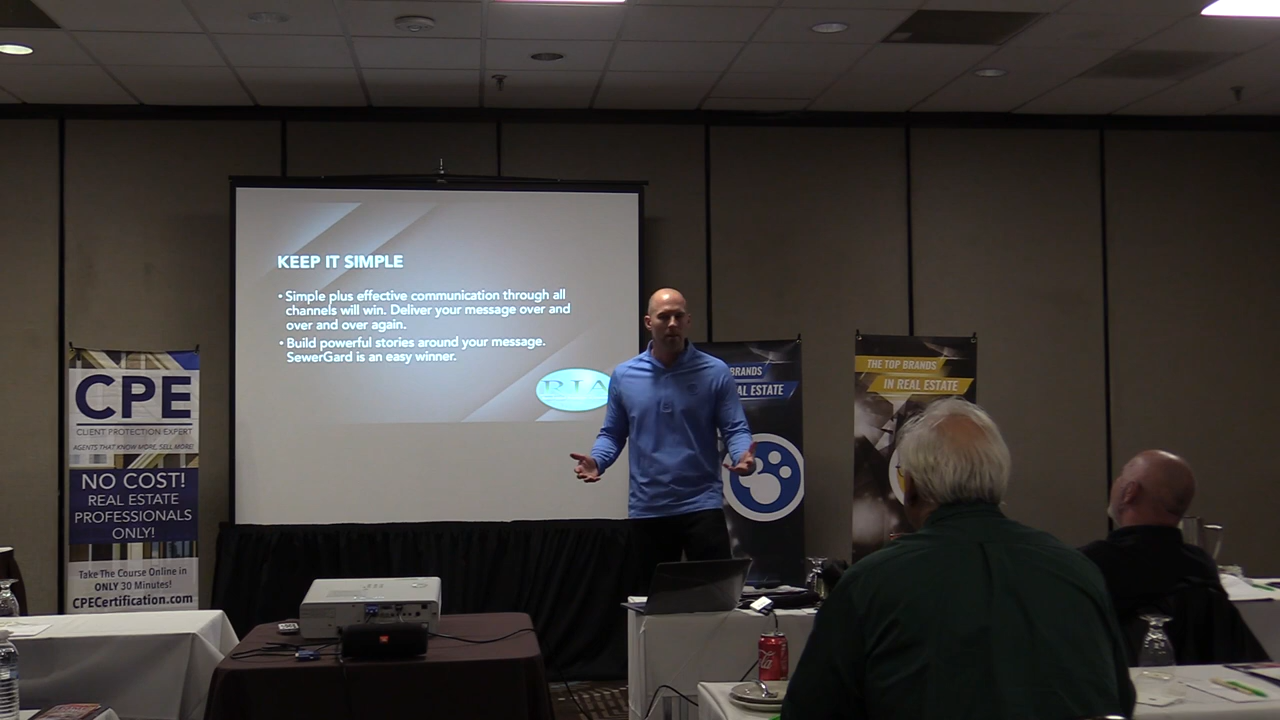 KEEP IT SIMPLE
• Simple plus effective communication through all
channels will win. Deliver your message over and
over and over again.
• Build powerful stories around your message.
SewerGard is an easy winner.
RIA
CPE
CLIENT PROTECTION EXPERT
AGENTS THAT KNOW MORE, SELL MORE!
NO COST!
REAL ESTATE
PROFESSIONALS
ONLY!
Take The Course Online in
ONLY 30 Minutes!
CPECertification.com
BRANDS
AL ESTATE
THE TOP BRANDS
IN REAL ESTATE